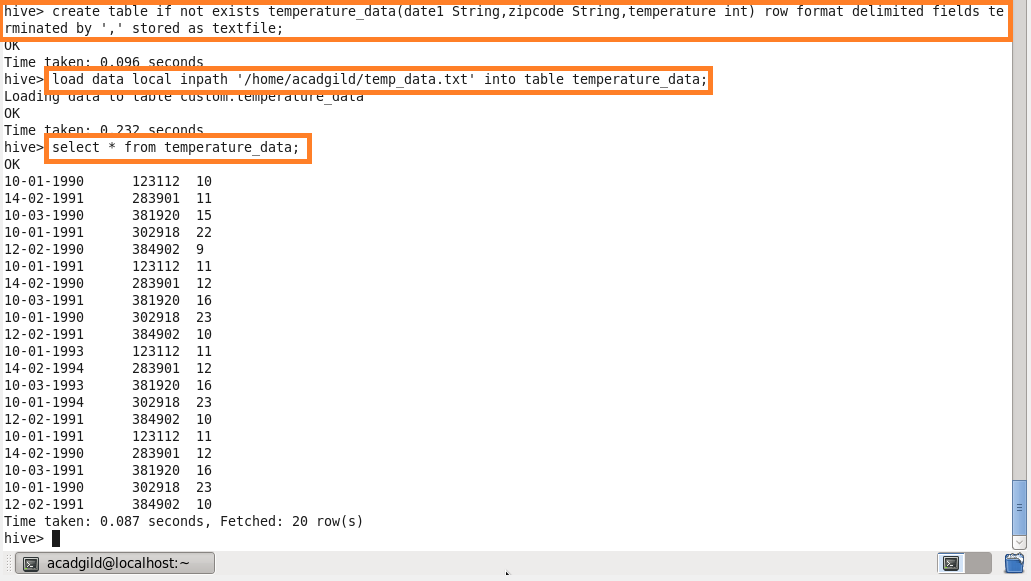 hive> create table if not exists temperature_data(date1 String,zipcode String,temperature int) row format delimited fields te
rminated by ',' stored as textfile;
OK
Time taken: 0.096 seconds
hive> load data local inpath '/home/acadgild/temp_data.txt' into table temperature_data;
Loading data to table custom.temperature_data
OK
Time taken: 0.232 seconds
hive> select * from temperature_data;
OK
10-01-1990 123112 10
14-02-1991 283901 11
10-03-1990 381920 15
10-01-1991 302918 22
12-02-1990 384902 9
10-01-1991 123112 11
14-02-1990 283901 12
10-03-1991 381920 16
10-01-1990 302918 23
12-02-1991 384902 10
10-01-1993 123112 11
14-02-1994 283901 12
10-03-1993 381920 16
10-01-1994 302918 23
12-02-1991 384902 10
10-01-1991 123112 11
14-02-1990 283901 12
10-03-1991 381920 16
10-01-1990 302918 23
12-02-1991 384902 10
Time taken: 0.087 seconds, Fetched: 20 row(s)
hive>
acadgild@localhost:~